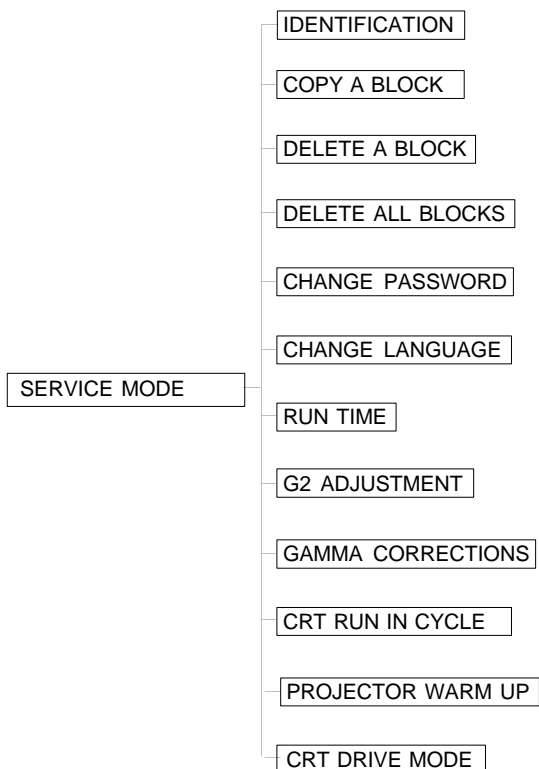 IDENTIFICATION
COPY A BLOCK
DELETE A BLOCK
DELETE ALL BLOCKS
CHANGE PASSWORD
CHANGE LANGUAGE
SERVICE MODE
RUN TIME
G2 ADJUSTMENT
GAMMA CORRECTIONS
CRT RUN IN CYCLE
PROJECTOR WARM UP
CRT DRIVE MODE